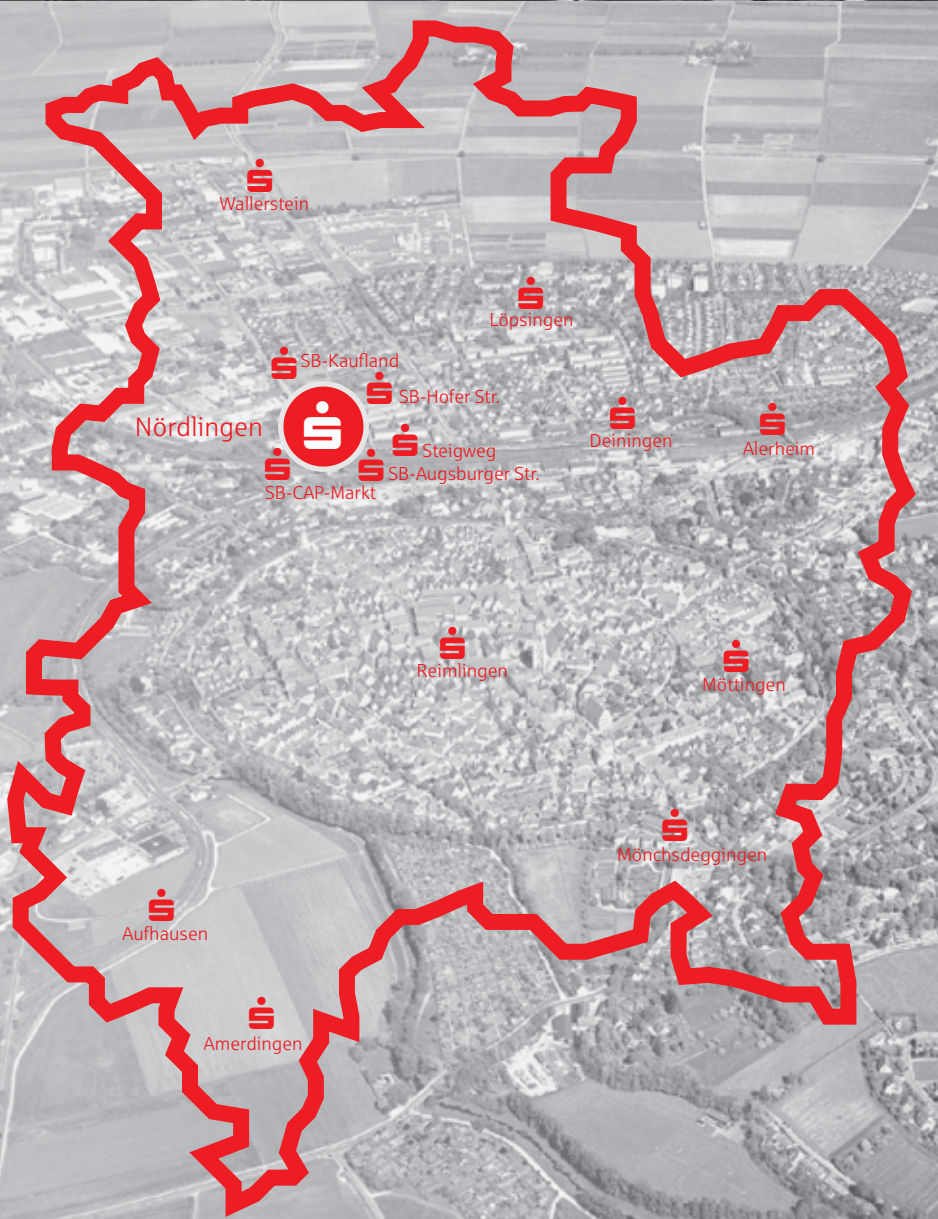 Wallerstein
Löpsingen
SB-Kaufland
SB-Hofer Str.
Nördlingen
Deiningen
Alerheim
Steigweg
SB-Augsburger Str.
SB-CAP-Markt
Reimlingen
Möttingen
Mönchsdeggingen
Aufhausen
Amerdingen